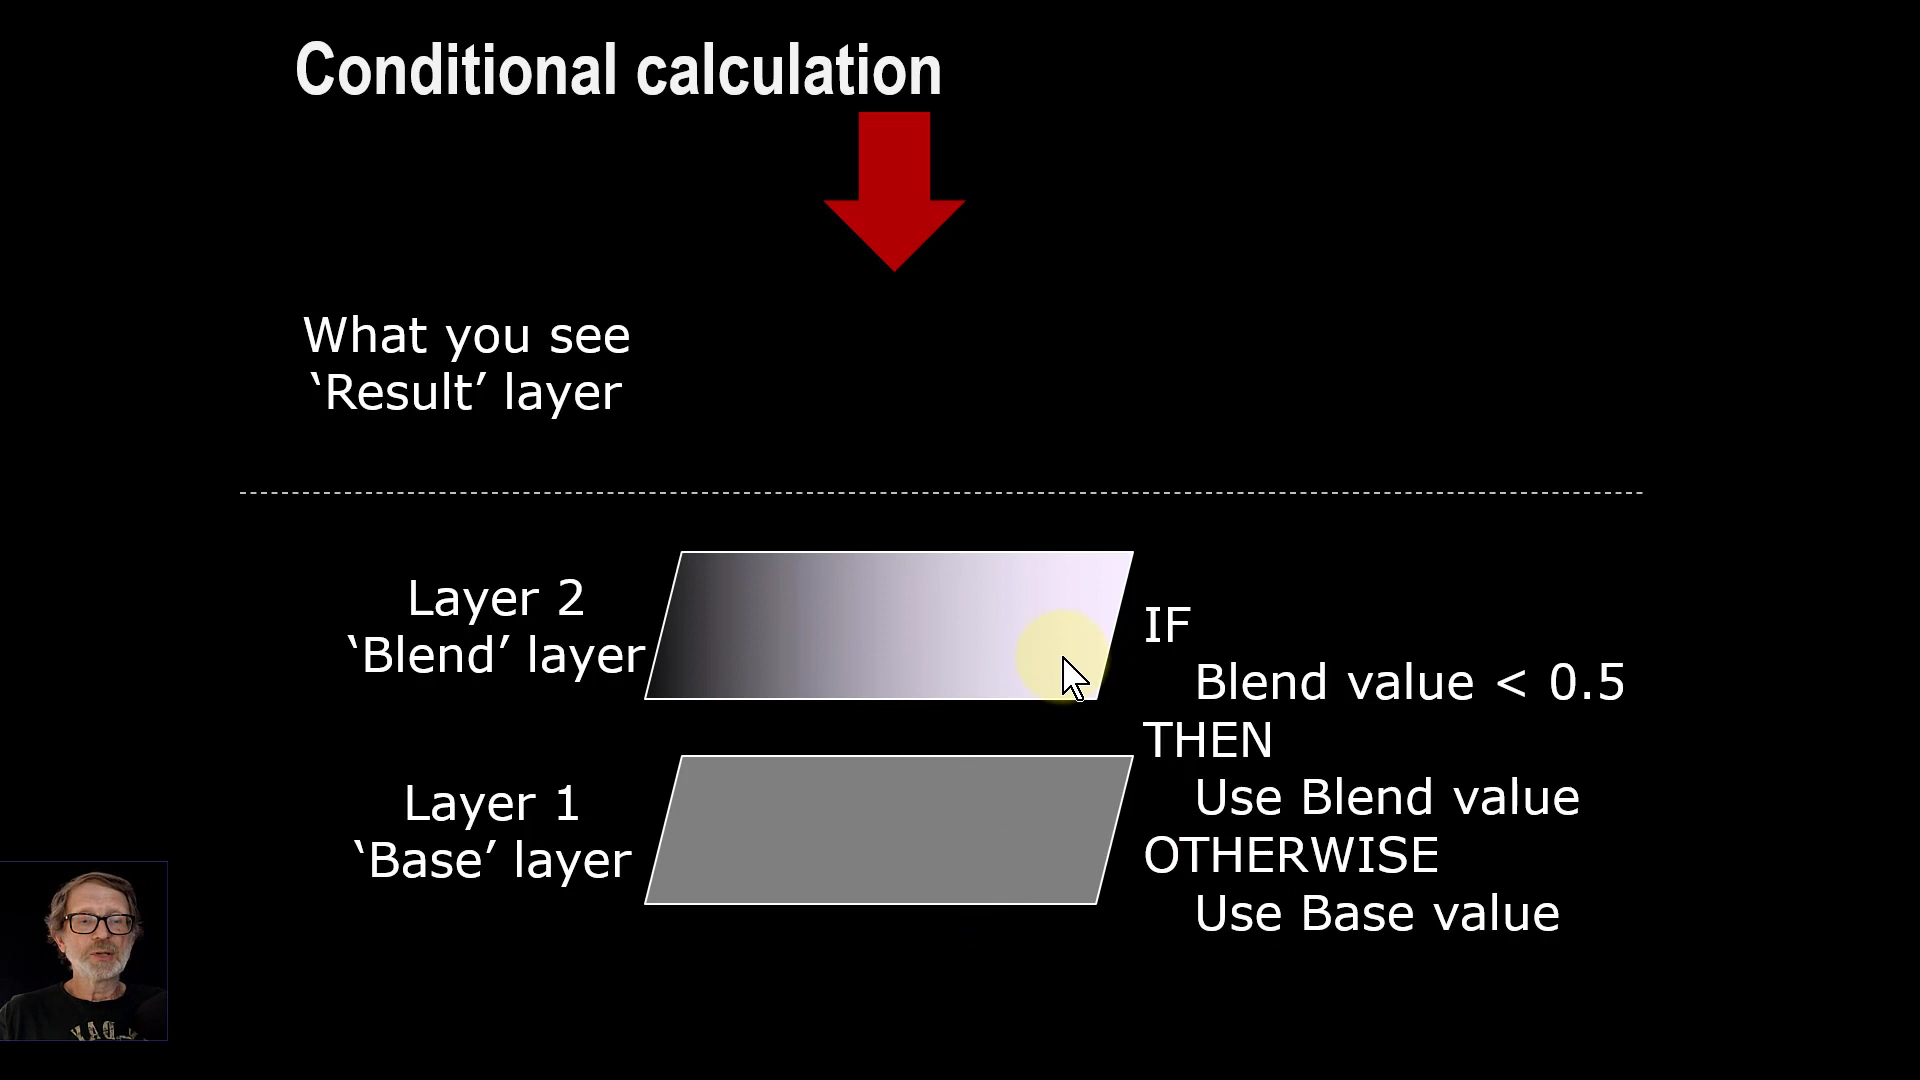 Conditional calculation
What you see
‘Result’ layer
Layer 2
‘Blend’ layer
IF
Blend value < 0.5
THEN
Use Blend value
Layer 1
‘Base’ layer
OTHERWISE
Use Base value